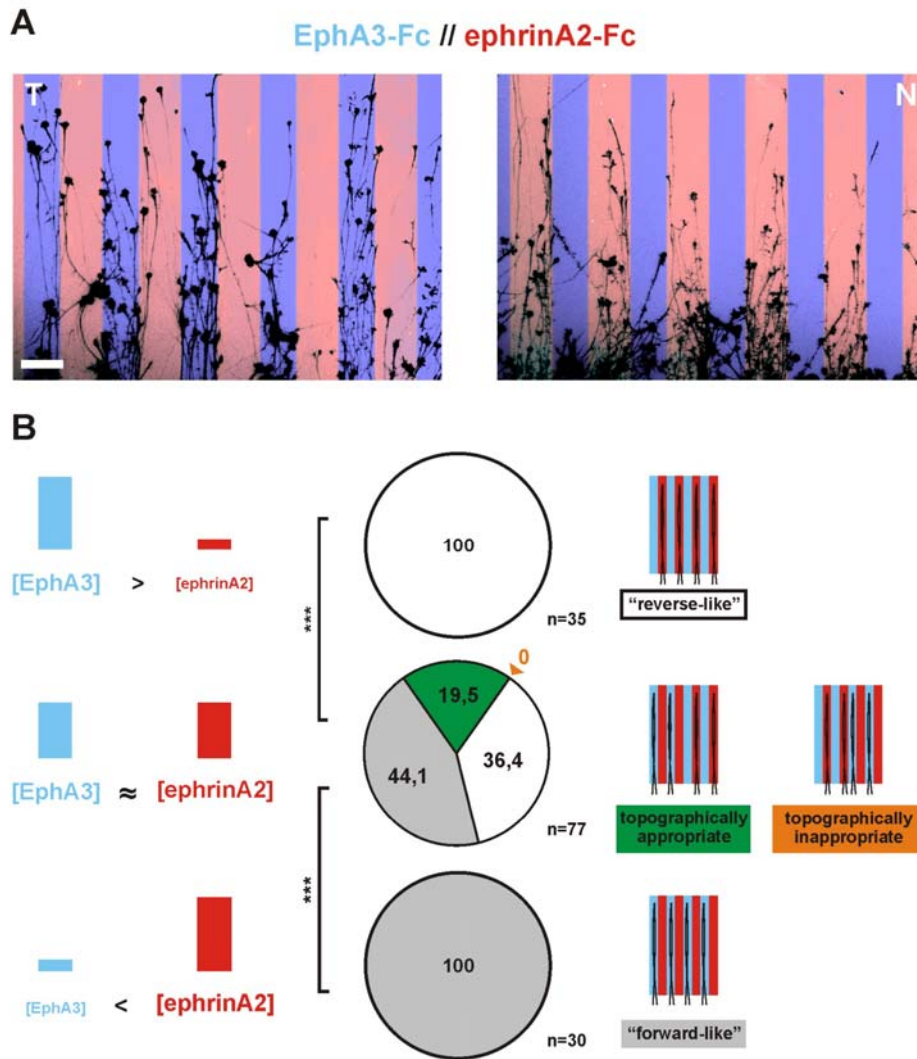 A
EphA3-Fc // ephrinA2-Fc
T
N
B
[EphA3] > [ephrinA2]
***
100
n=35
"reverse-like"
0
19,5
44,1
36,4
[EphA3] ≈ [ephrinA2]
n=77
topographically
appropriate
topographically
inappropriate
***
100
[EphA3] < [ephrinA2]
n=30
"forward-like"